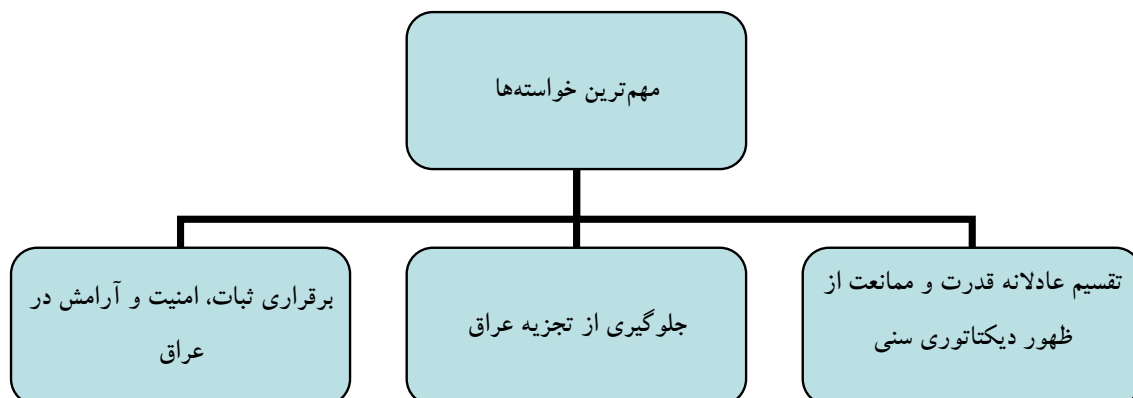 مهم‌ترین خواسته‌ها
تقسیم عادلانه قدرت و ممانعت از
ظهور دیکتاتوری سنی
جلوگیری از تجزیه عراق
برقراری ثبات، امنیت و آرامش در
عراق